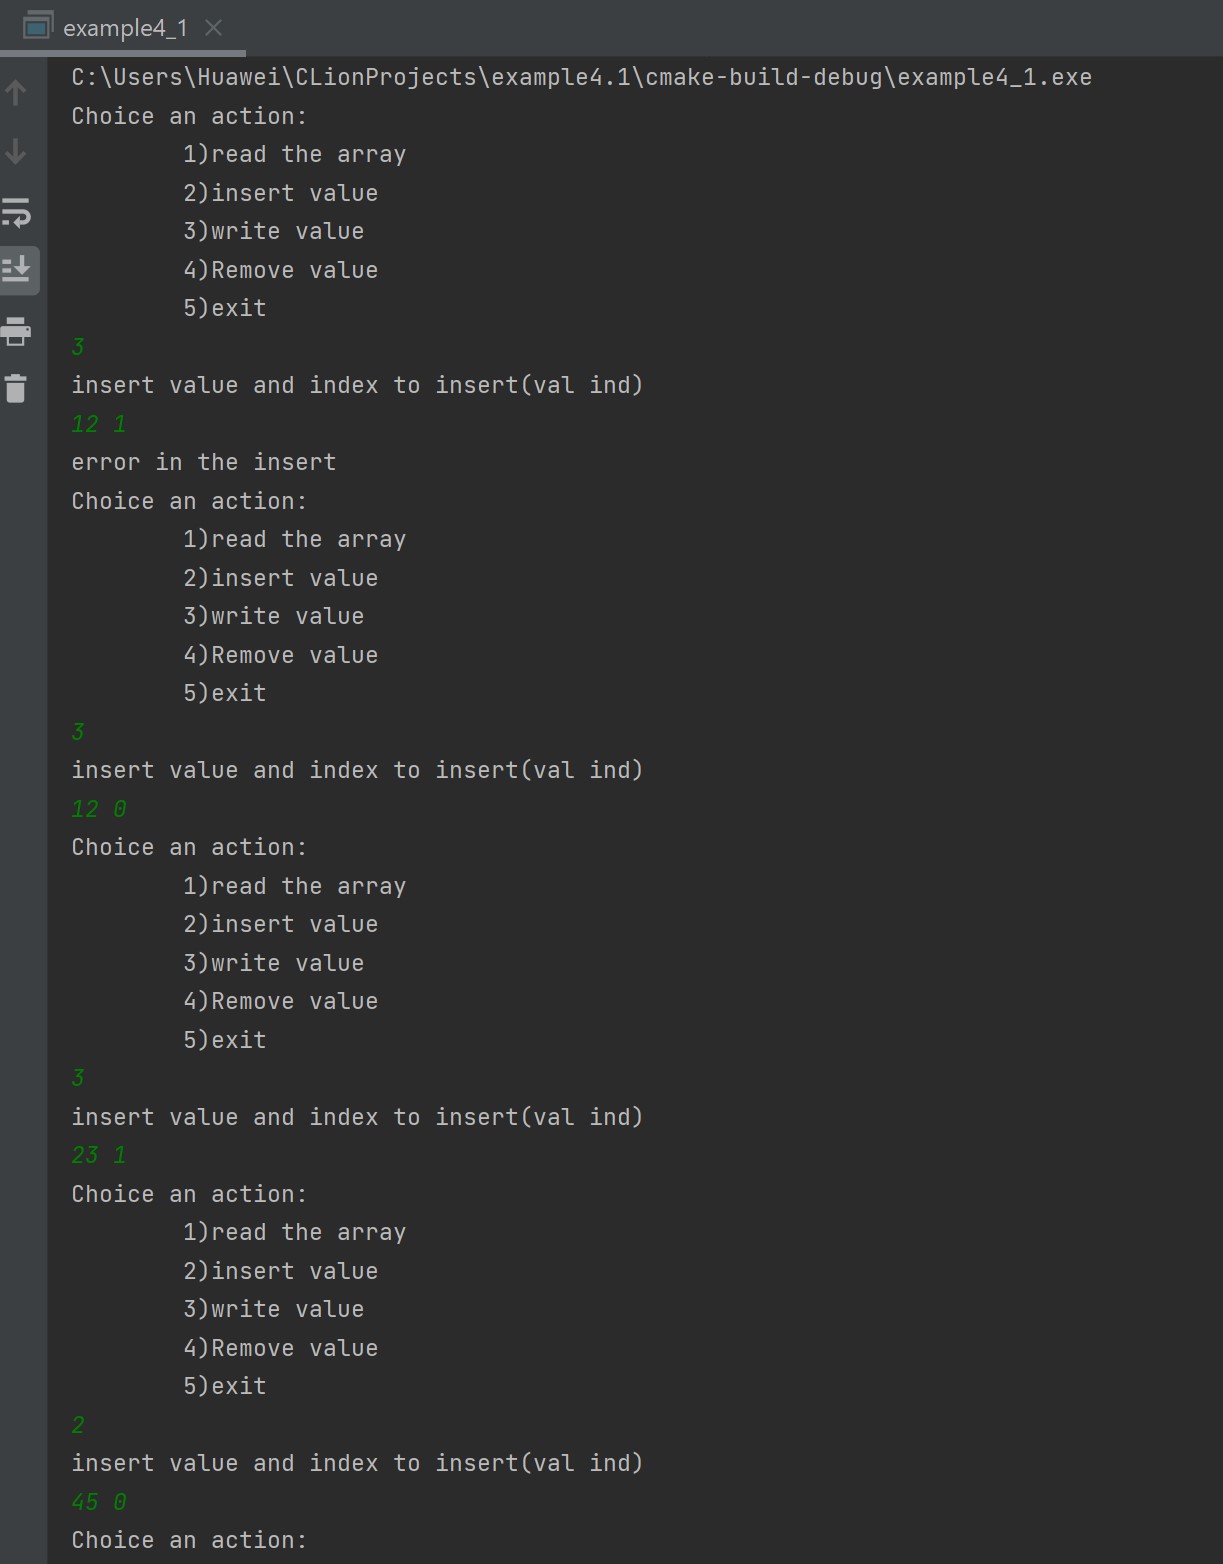 example4_1
C:\Users\Huawei\CLionProjects\example4.1\cmake-build-debug\example4_1.exe
Choice an action:
1)read the array
2)insert value
3)write value
4)Remove value
5)exit
3
insert value and index to insert(val ind)
12 1
error in the insert
Choice an action:
1)read the array
2)insert value
3)write value
4)Remove value
5)exit
3
insert value and index to insert(val ind)
12 0
Choice an action:
1)read the array
2)insert value
3)write value
4)Remove value
5)exit
3
insert value and index to insert(val ind)
23 1
Choice an action:
1)read the array
2)insert value
3)write value
4)Remove value
5)exit
2
insert value and index to insert(val ind)
45 0
Choice an action: